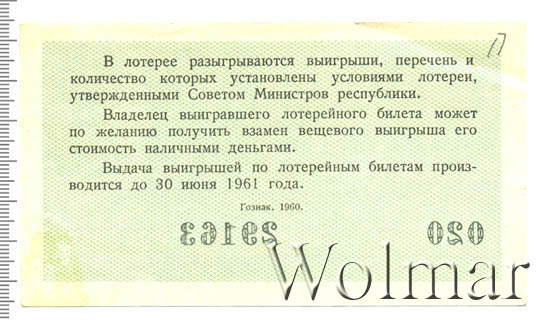 В лотерее разыгрываются выигрыши, перечень и
количество которых установлены условиями лотереи,
утвержденными Советом Министров республики.
Владелец выигравшего лотерейного билета может
по желанию получить взамен вещевого выигрыша его
стоимость наличными деньгами.
Выдача выигрышей по лотерейным билетам произ-
водится до 30 июня 1961 года.
Гознак. 1960.
29163 020
Wolmar